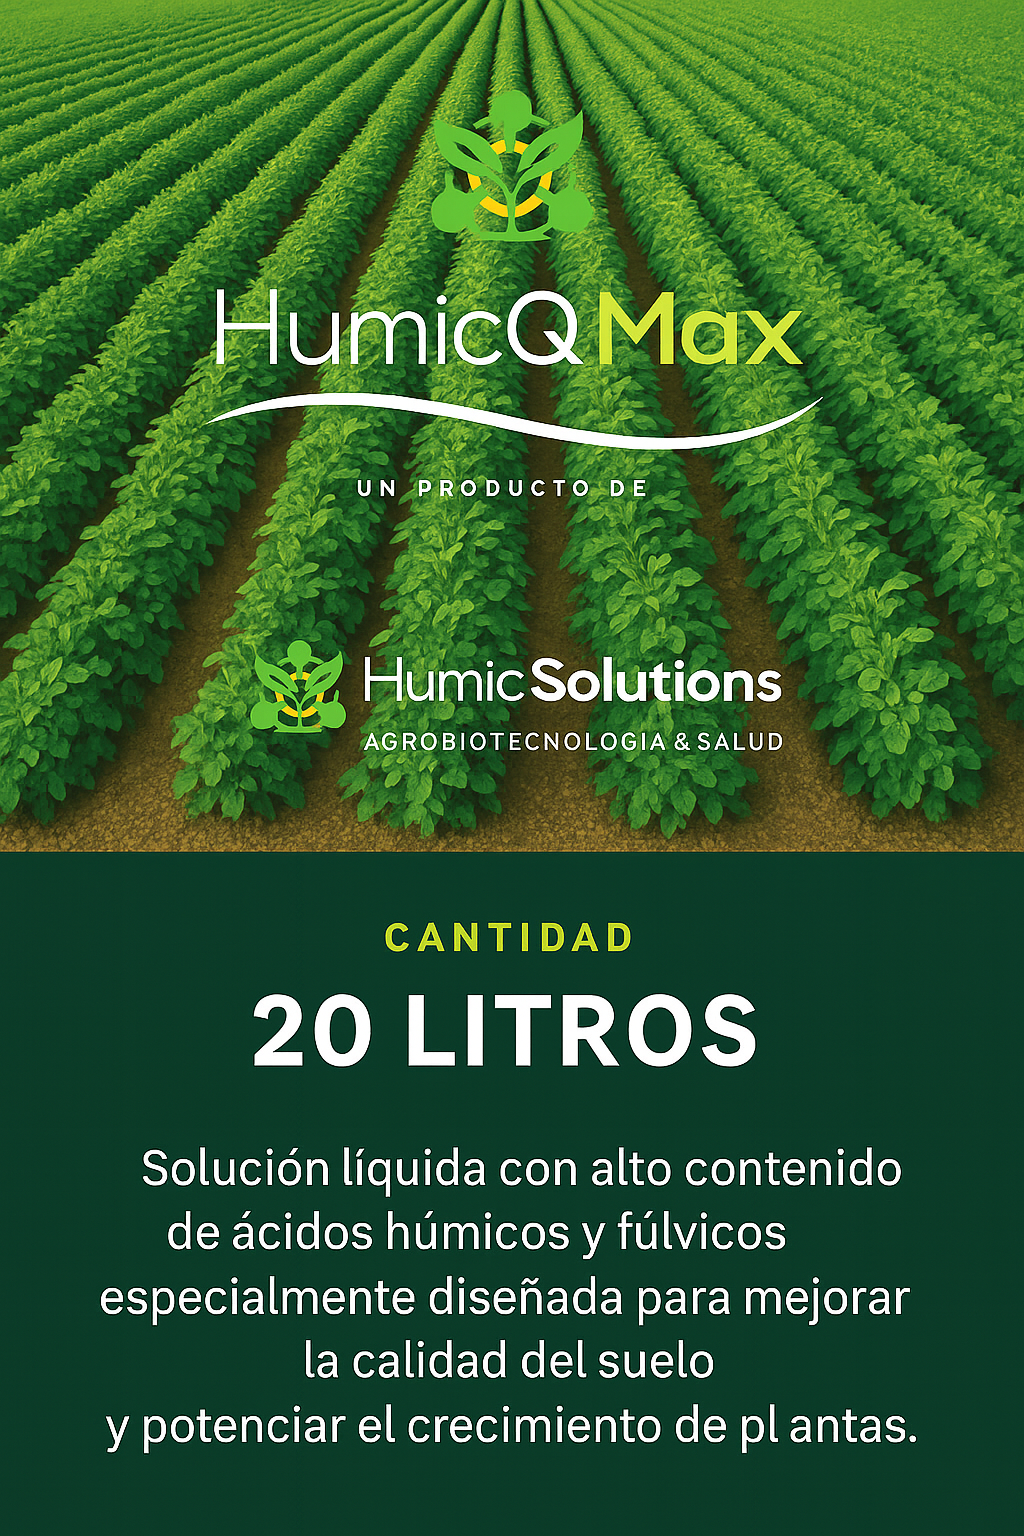 HumicQ Max
UN PRODUCTO DE
HumicSolutions
AGROBIOTECNOLOGIA & SALUD
CANTIDAD
20 LITROS
Solución líquida con alto contenido
de ácidos húmicos y fúlvicos
especialmente diseñada para mejorar
la calidad del suelo
y potenciar el crecimiento de pl antas.